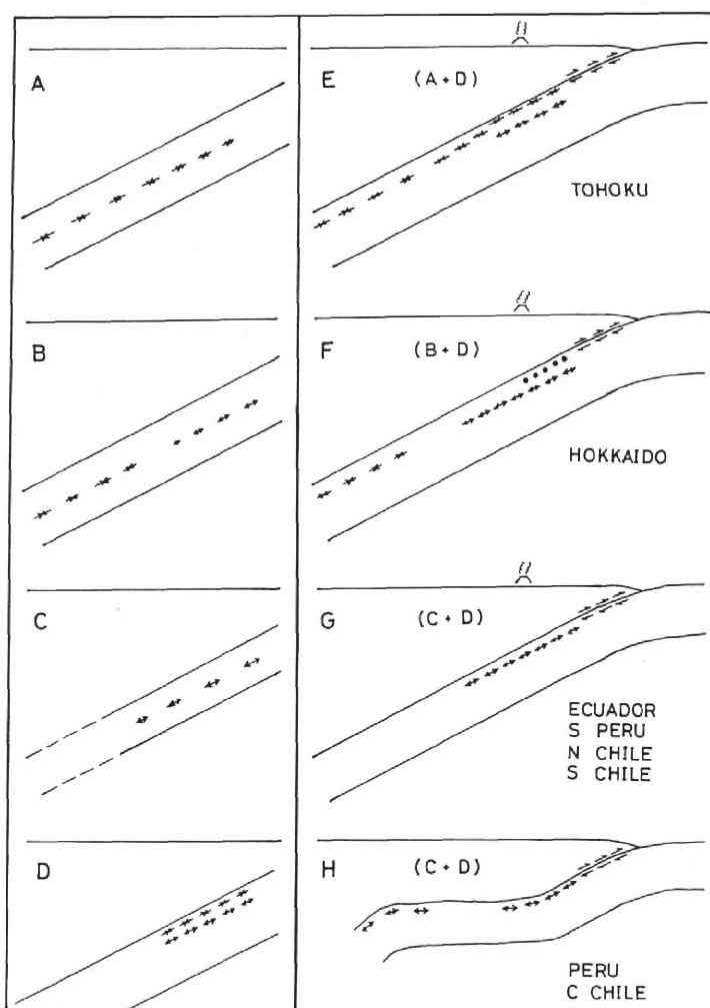 A
B
C
D
E
(A+D)
TOHOKU
F
(B+D)
HOKKAIDO
G
(C+D)
ECUADOR
S PERU
N CHILE
S CHILE
H
(C+D)
PERU
C CHILE